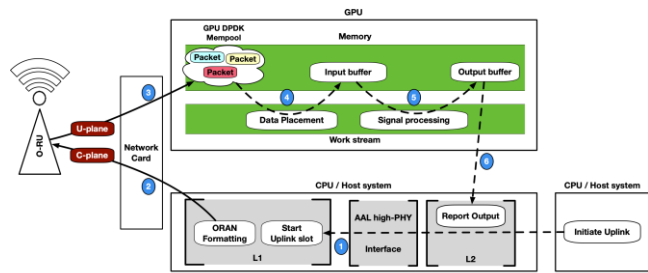 GPU
GPU DPDK
Mempool
Memory
Packet
Packet
Packet
Input buffer
Output buffer
3
4
5
Data Placement
Signal processing
Work stream
U-plane
C-plane
O-RU
Network
Card
2
6
CPU / Host system
CPU / Host system
ORAN
Formatting
Start
Uplink slot
L1
1
AAL high-PHY
Interface
Report Output
L2
Initiate Uplink